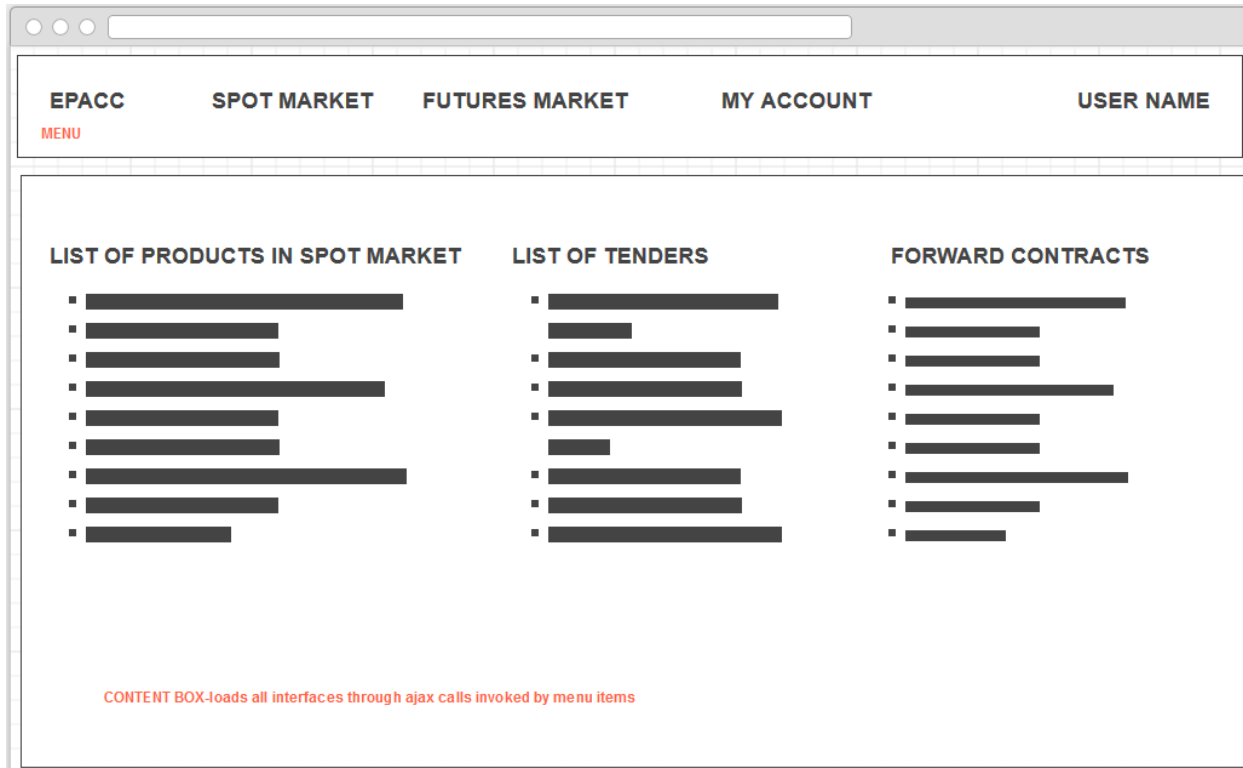 EPACC SPOT MARKET FUTURES MARKET MY ACCOUNT USER NAME
MENU
LIST OF PRODUCTS IN SPOT MARKET LIST OF TENDERS FORWARD CONTRACTS
CONTENT BOX-loads all interfaces through ajax calls invoked by menu items